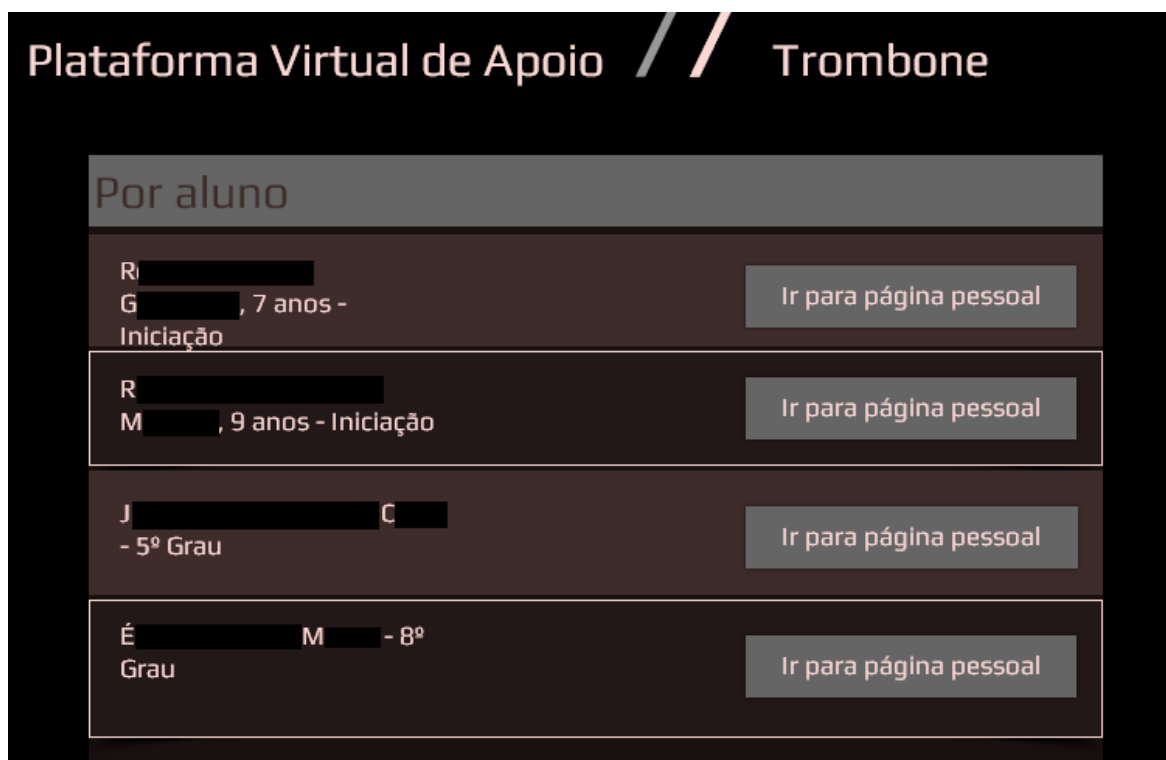 Plataforma Virtual de Apoio // Trombone
Por aluno
R
G , 7 anos -
Iniciação
Ir para página pessoal
R
M , 9 anos - Iniciação
Ir para página pessoal
J C
- 5º Grau
Ir para página pessoal
É M - 8º
Grau
Ir para página pessoal